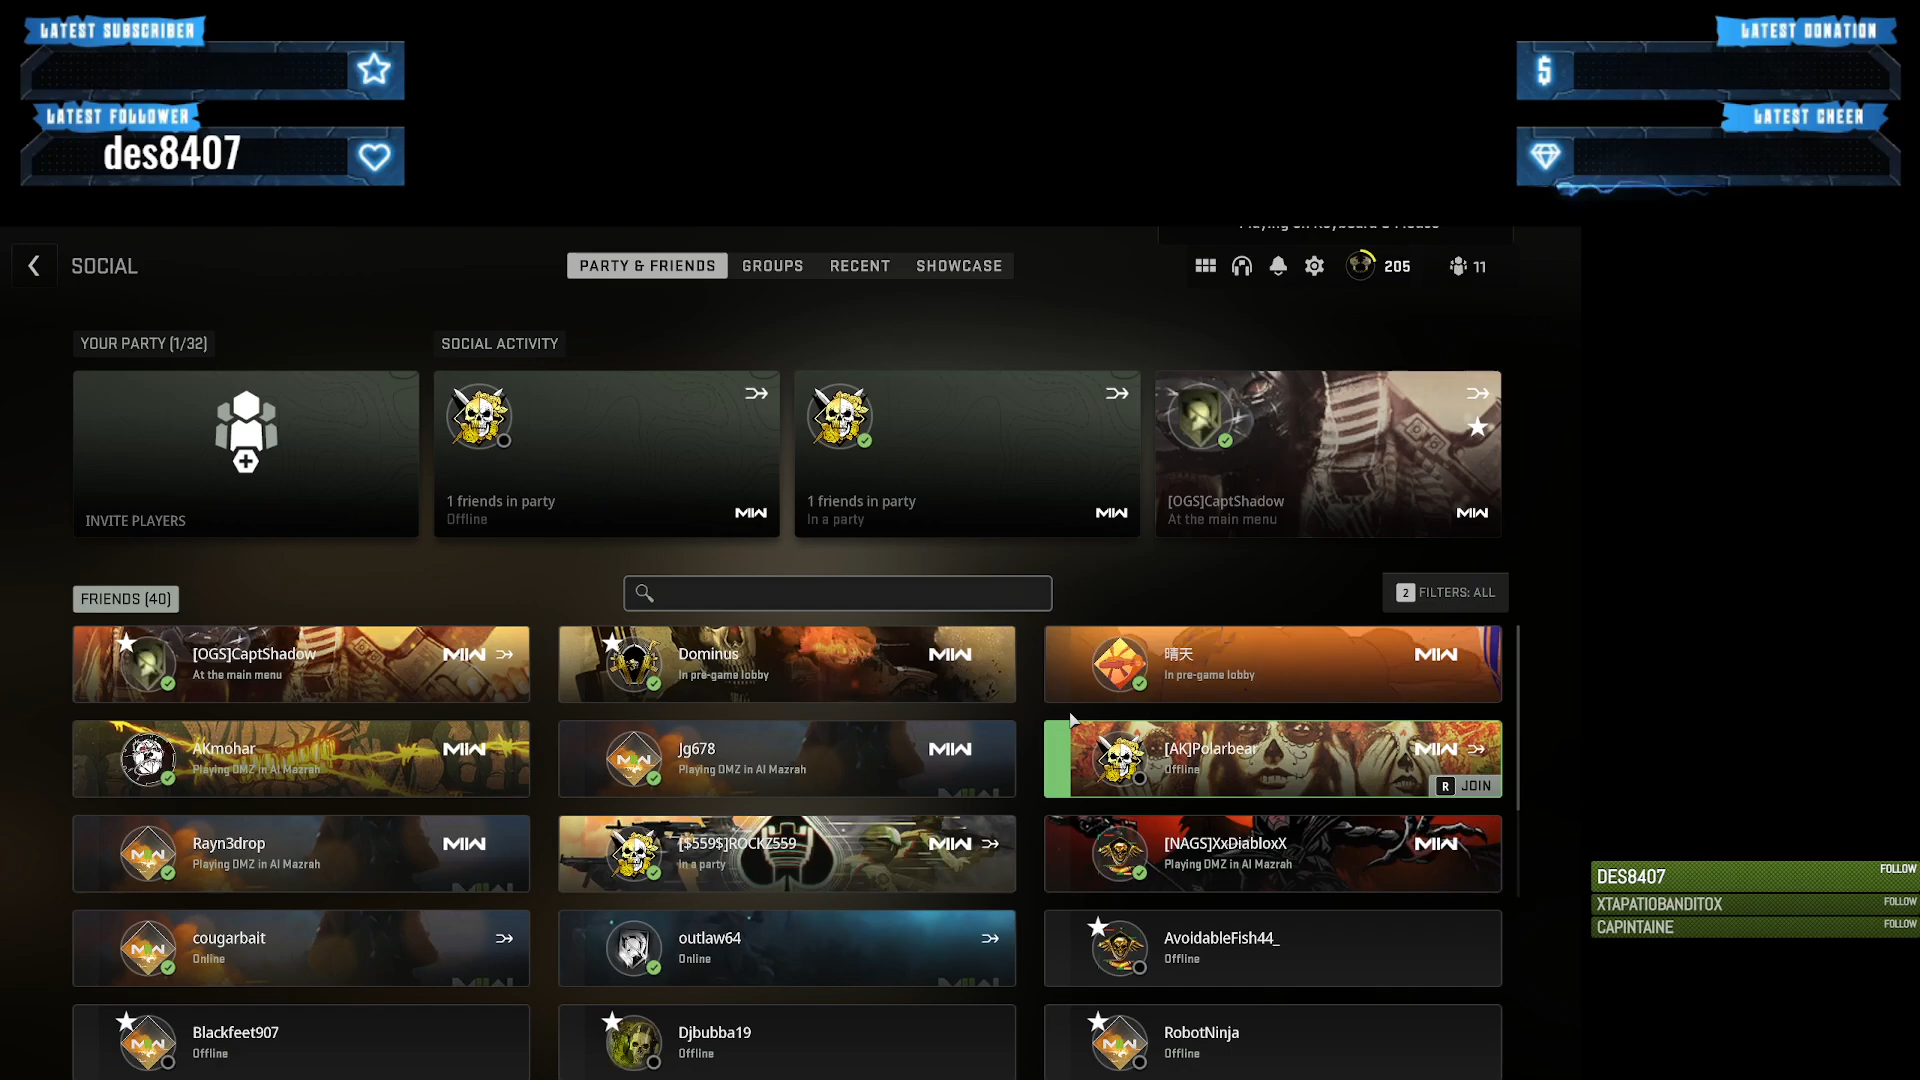 LATEST SUBSCRIBER
LATEST FOLLOWER
des8407
LATEST DONATION
$
LATEST CHEER
SOCIAL
PARTY & FRIENDS
GROUPS
RECENT
SHOWCASE
205
11
YOUR PARTY (1/32)
SOCIAL ACTIVITY
INVITE PLAYERS
1 friends in party
Offline
MW
1 friends in party
In a party
MW
[OGS]CaptShadow
At the main menu
MW
FRIENDS (40)
2 FILTERS: ALL
[OGS]CaptShadow
At the main menu
MW
Dominus
In pre-game lobby
MW
晴天
In pre-game lobby
MW
AKmohar
Playing DMZ in Al Mazrah
MW
Jg678
Playing DMZ in Al Mazrah
MW
[AK]Polarbear
Offline
MW
R JOIN
Rayn3drop
Playing DMZ in Al Mazrah
MW
[$559$]ROCKZ559
In a party
MW
[NAGS]XxDiabloxX
Playing DMZ in Al Mazrah
MW
cougarbait
Online
outlaw64
Online
AvoidableFish44_
Offline
Blackfeet907
Offline
Djbubba19
Offline
RobotNinja
Offline
DES8407 FOLLOW
XTAPATIOBANDITOX FOLLOW
CAPINTAINE FOLLOW